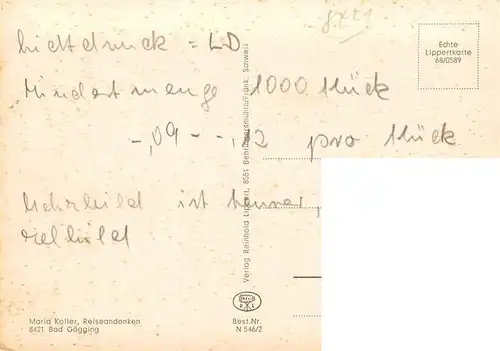 8x21
Echte
Lippertkarte
68/0589
Lichtdruck = LD
Mindestmenge 1000 Stück
-,09 - -,12 pro Stück
Mehrbild ist teurer,
Verlag Reinhold Lippert, 8551 Behringersmühle/Fränk. Schweiz
Maria Koller, Reiseandenken
8421 Bad Gögging
Best.Nr.
N 546/2